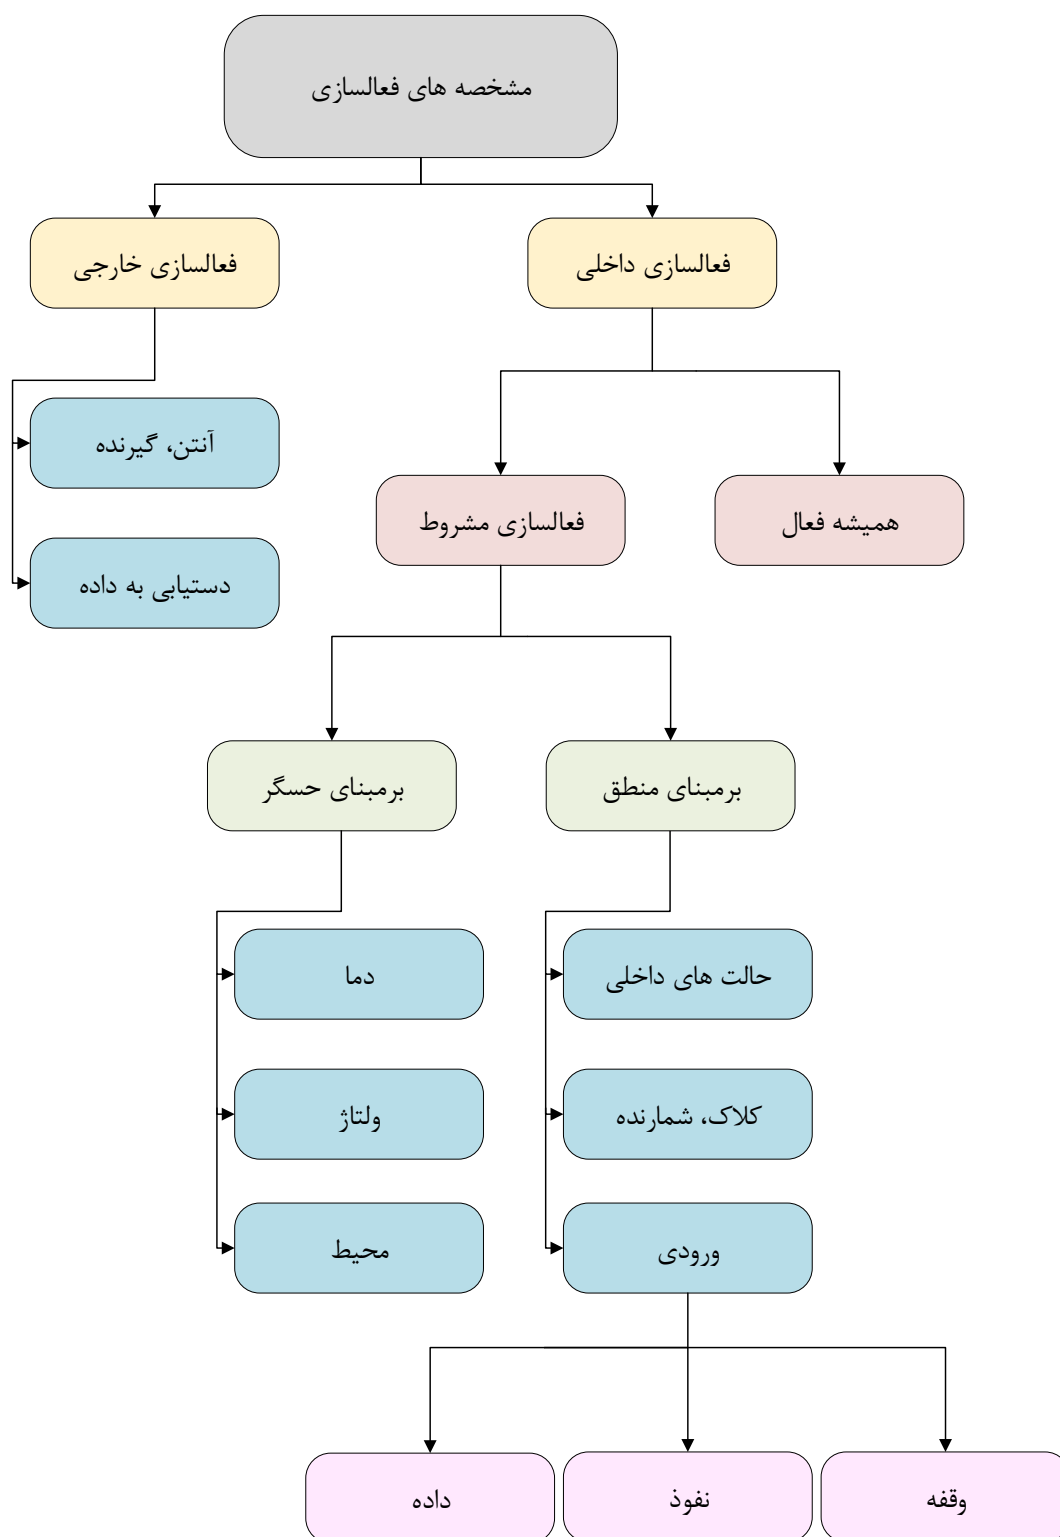 مشخصه های فعالسازی
فعالسازی داخلی
فعالسازی خارجی
آنتن، گیرنده
دستیابی به داده
همیشه فعال
فعالسازی مشروط
برمبنای منطق
برمبنای حسگر
حالت های داخلی
دما
کلاک، شمارنده
ولتاژ
ورودی
محیط
وقفه
نفوذ
داده